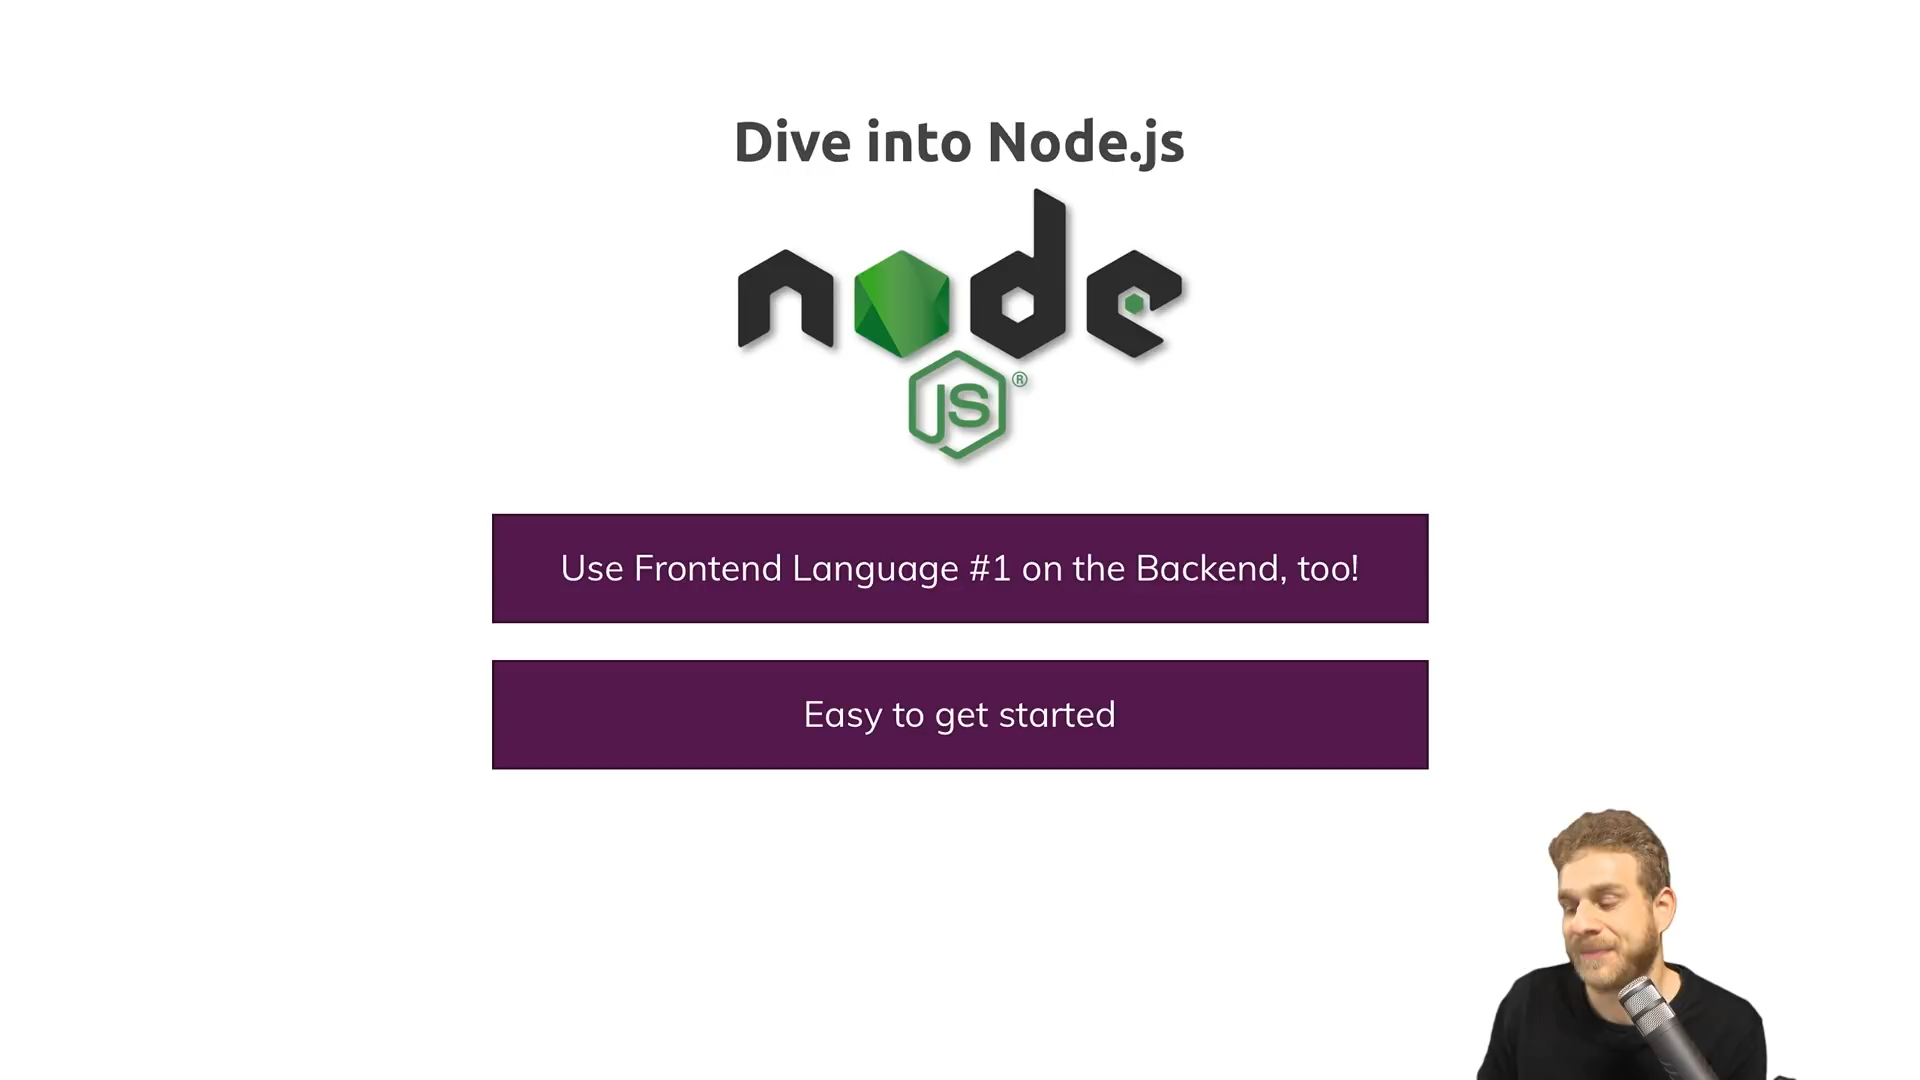 Dive into Node.js
node
JS ®
Use Frontend Language #1 on the Backend, too!
Easy to get started